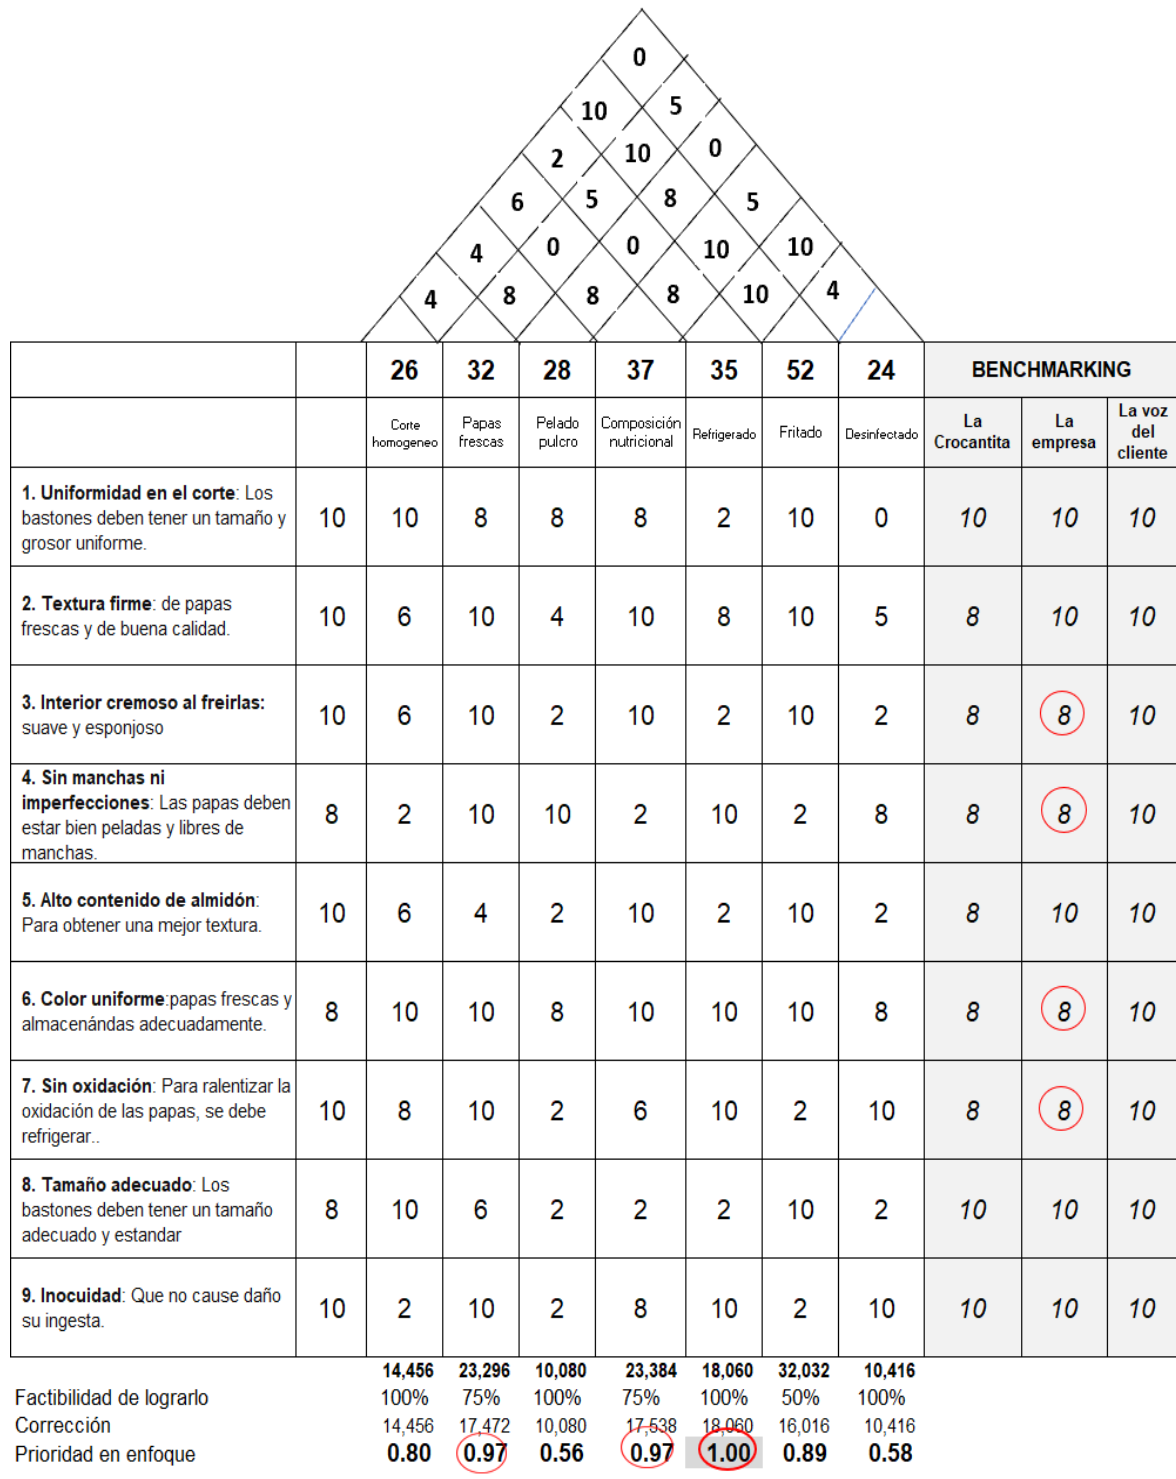 0
10 5
2 10 0
6 5 8 5
4 0 0 10 10
4 8 8 8 10 4
26 32 28 37 35 52 24 BENCHMARKING
Corte homogeneo Papas frescas Pelado pulcro Composición nutricional Refrigerado Fritado Desinfectado La Crocantita La empresa La voz del cliente
1. Uniformidad en el corte: Los
bastones deben tener un tamaño y
grosor uniforme.
10 10 8 8 8 2 10 0 10 10 10
2. Textura firme: de papas
frescas y de buena calidad.
10 6 10 4 10 8 10 5 8 10 10
3. Interior cremoso al freirlas:
suave y esponjoso
10 6 10 2 10 2 10 2 8 8 10
4. Sin manchas ni
imperfecciones: Las papas deben
estar bien peladas y libres de
manchas.
8 2 10 10 2 10 2 8 8 8 10
5. Alto contenido de almidón:
Para obtener una mejor textura.
10 6 4 2 10 2 10 2 8 10 10
6. Color uniforme:papas frescas y
almacenándas adecuadamente.
8 10 10 8 10 10 10 8 8 8 10
7. Sin oxidación: Para ralentizar la
oxidación de las papas, se debe
refrigerar..
10 8 10 2 6 10 2 10 8 8 10
8. Tamaño adecuado: Los
bastones deben tener un tamaño
adecuado y estandar
8 10 6 2 2 2 10 2 10 10 10
9. Inocuidad: Que no cause daño
su ingesta.
10 2 10 2 8 10 2 10 10 10 10
14,456 23,296 10,080 23,384 18,060 32,032 10,416
Factibilidad de lograrlo 100% 75% 100% 75% 100% 50% 100%
Corrección 14,456 17,472 10,080 17,538 18,060 16,016 10,416
Prioridad en enfoque 0.80 0.97 0.56 0.97 1.00 0.89 0.58